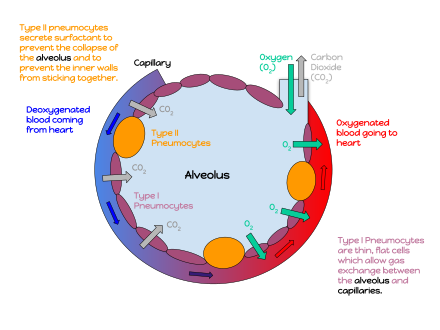 Type II pneumocytes
secrete surfactant to
prevent the collapse of
the alveolus and to
prevent the inner walls
from sticking together.
Capillary
Oxygen
(O₂)
Carbon
Dioxide
(CO₂)
Deoxygenated
blood coming
from heart
CO₂
Type II
Pneumocytes
Oxygenated
blood going to
heart
O₂
CO₂
Alveolus
Type I
Pneumocytes
O₂
CO₂
O₂
Type I Pneumocytes
are thin, flat cells
which allow gas
exchange between
the alveolus and
capillaries.